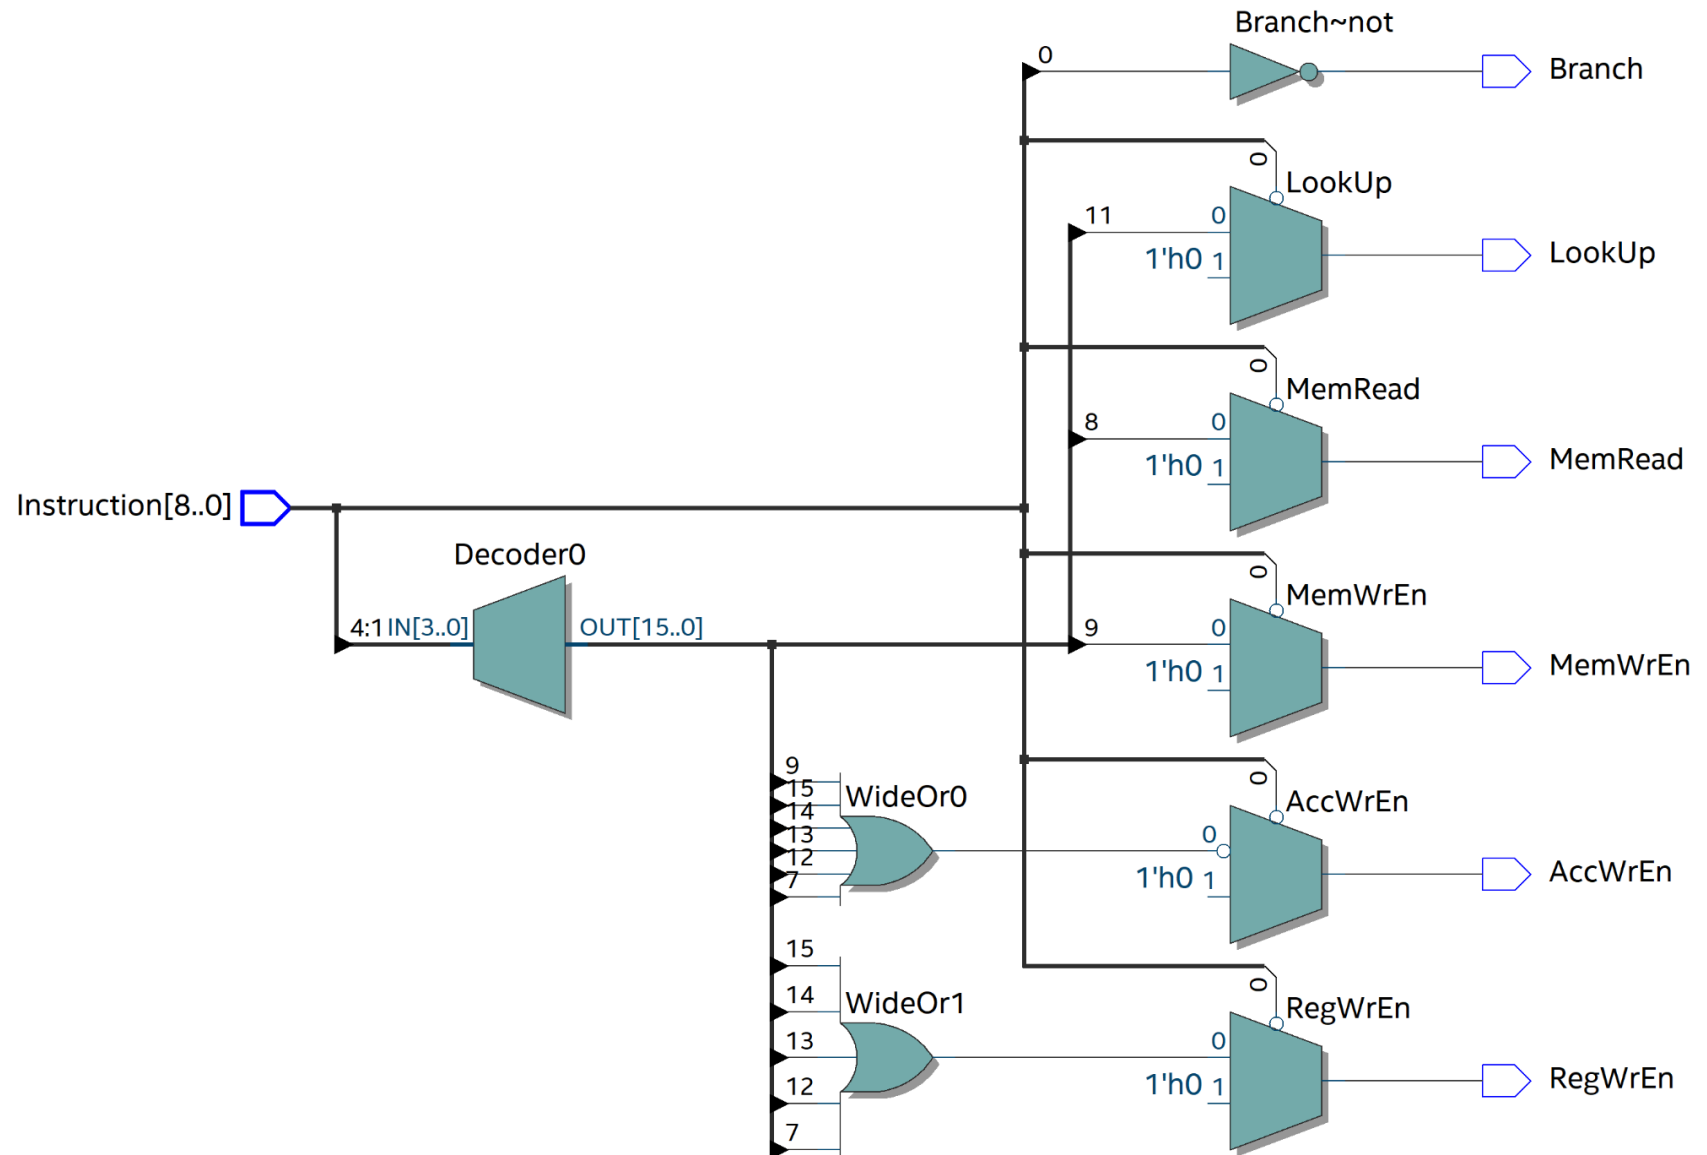 Branch~not
0
Branch
0
LookUp
11
0
1'h0 1
LookUp
0
MemRead
8
0
1'h0 1
MemRead
Instruction[8..0]
Decoder0
4:1 IN[3..0]
OUT[15..0]
0
MemWrEn
9
0
1'h0 1
MemWrEn
9
15
14
13
12
7
WideOr0
0
AccWrEn
0
1'h0 1
AccWrEn
15
14
13
12
7
WideOr1
0
RegWrEn
0
1'h0 1
RegWrEn